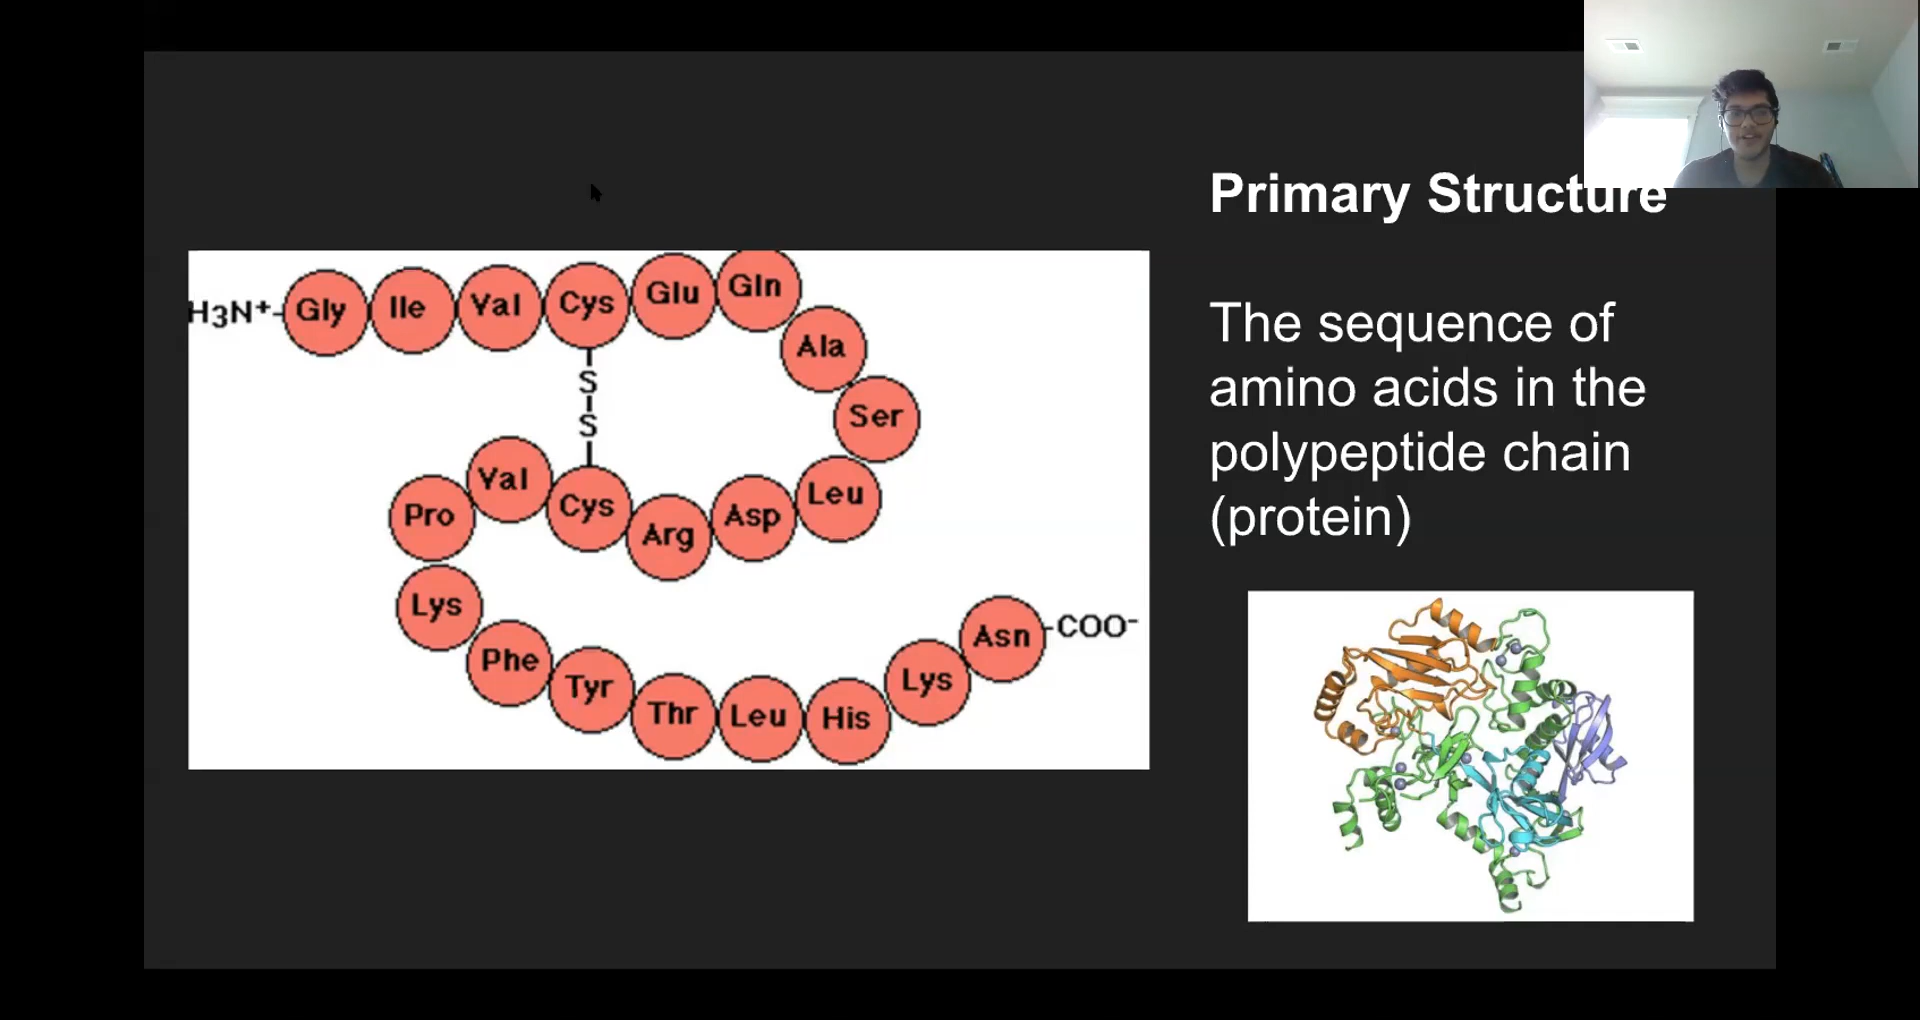 Primary Structure
The sequence of
amino acids in the
polypeptide chain
(protein)
H3N+- Gly Ile Val Cys Glu Gln
Ala
Ser
S
S
Pro Val Cys Arg Asp Leu
Lys
Phe
Tyr
Thr Leu His Lys Asn -COO-